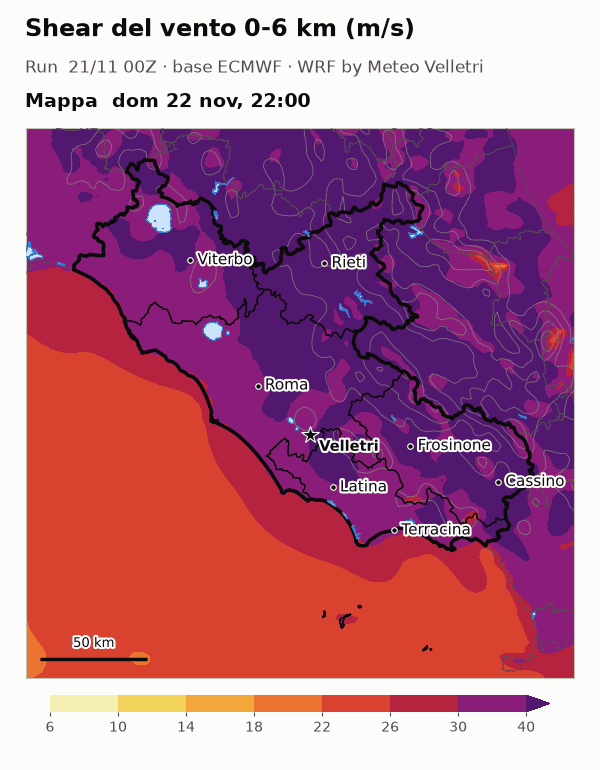 Shear del vento 0-6 km (m/s)
Run  21/11 00Z · base ECMWF · WRF by Meteo Velletri
Mappa  dom 22 nov, 22:00
Viterbo
Rieti
Roma
Velletri
Frosinone
Cassino
Latina
Terracina
50 km
6 10 14 18 22 26 30 40